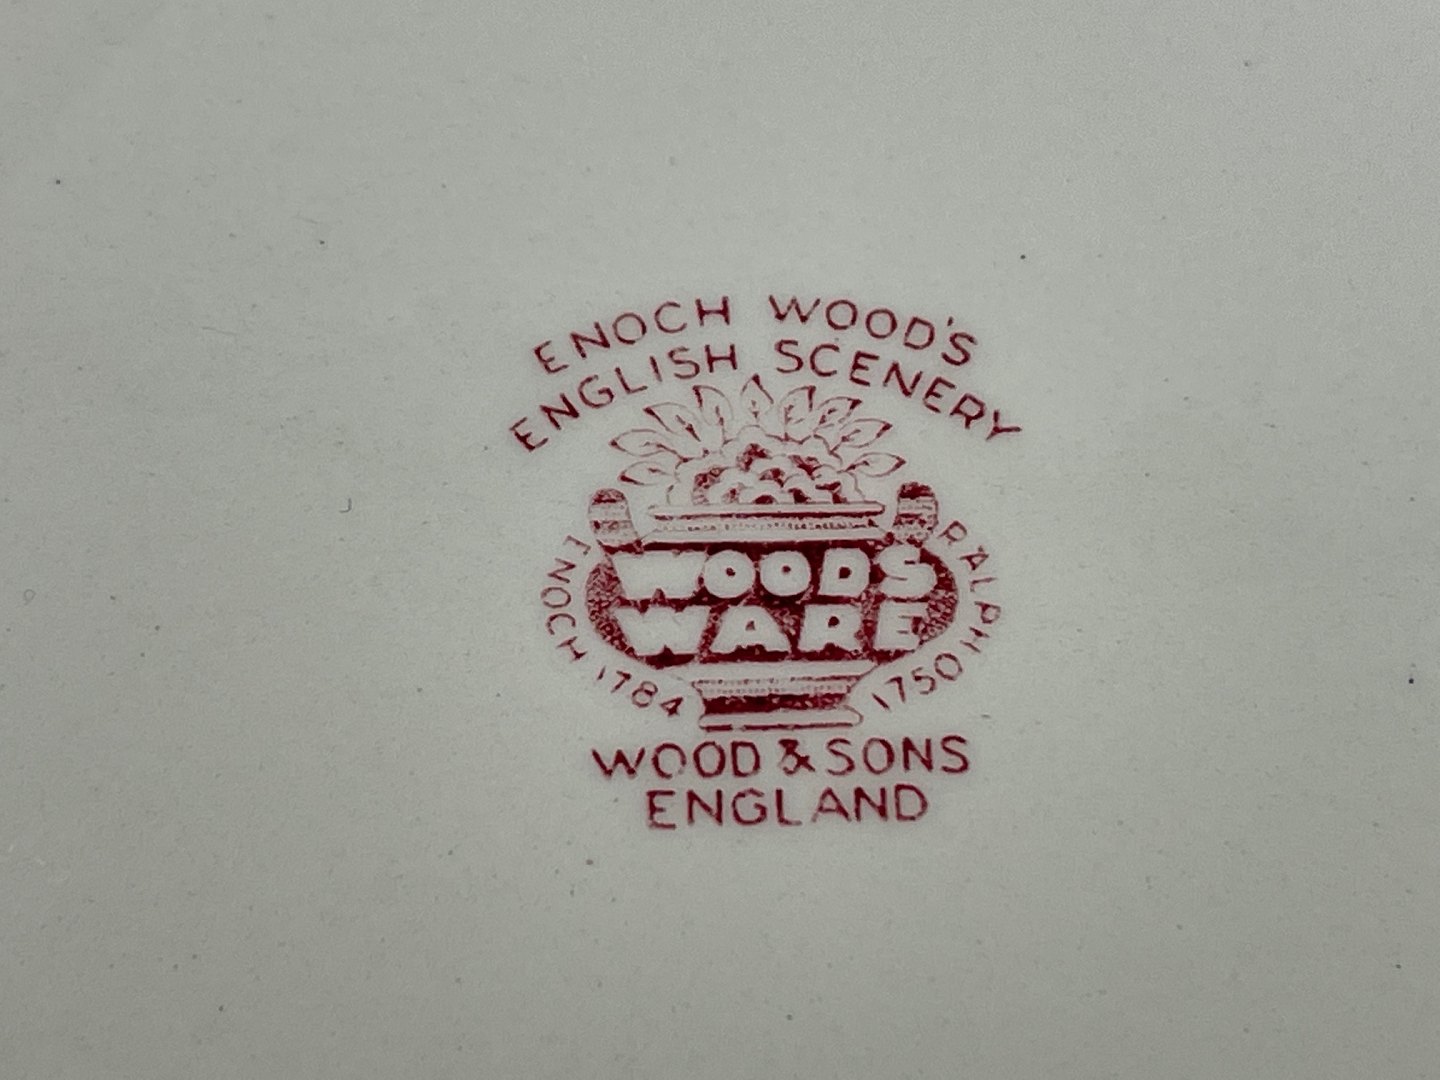 ENOCH WOOD'S
ENGLISH SCENERY
WOODS
WARE
ENOCH 1784
RALPH 1750
WOOD & SONS
ENGLAND